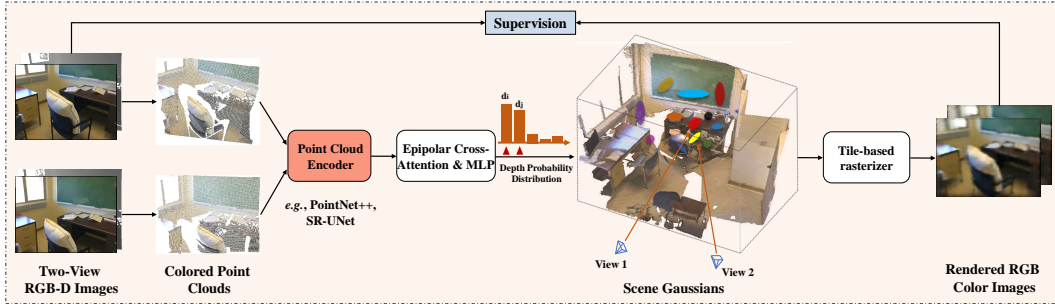 Supervision
dᵢ
dⱼ
Point Cloud
Encoder
Epipolar Cross-
Attention & MLP
Depth Probability
Distribution
Tile-based
rasterizer
e.g., PointNet++,
SR-UNet
View 1
View 2
Two-View
RGB-D Images
Colored Point
Clouds
Scene Gaussians
Rendered RGB
Color Images